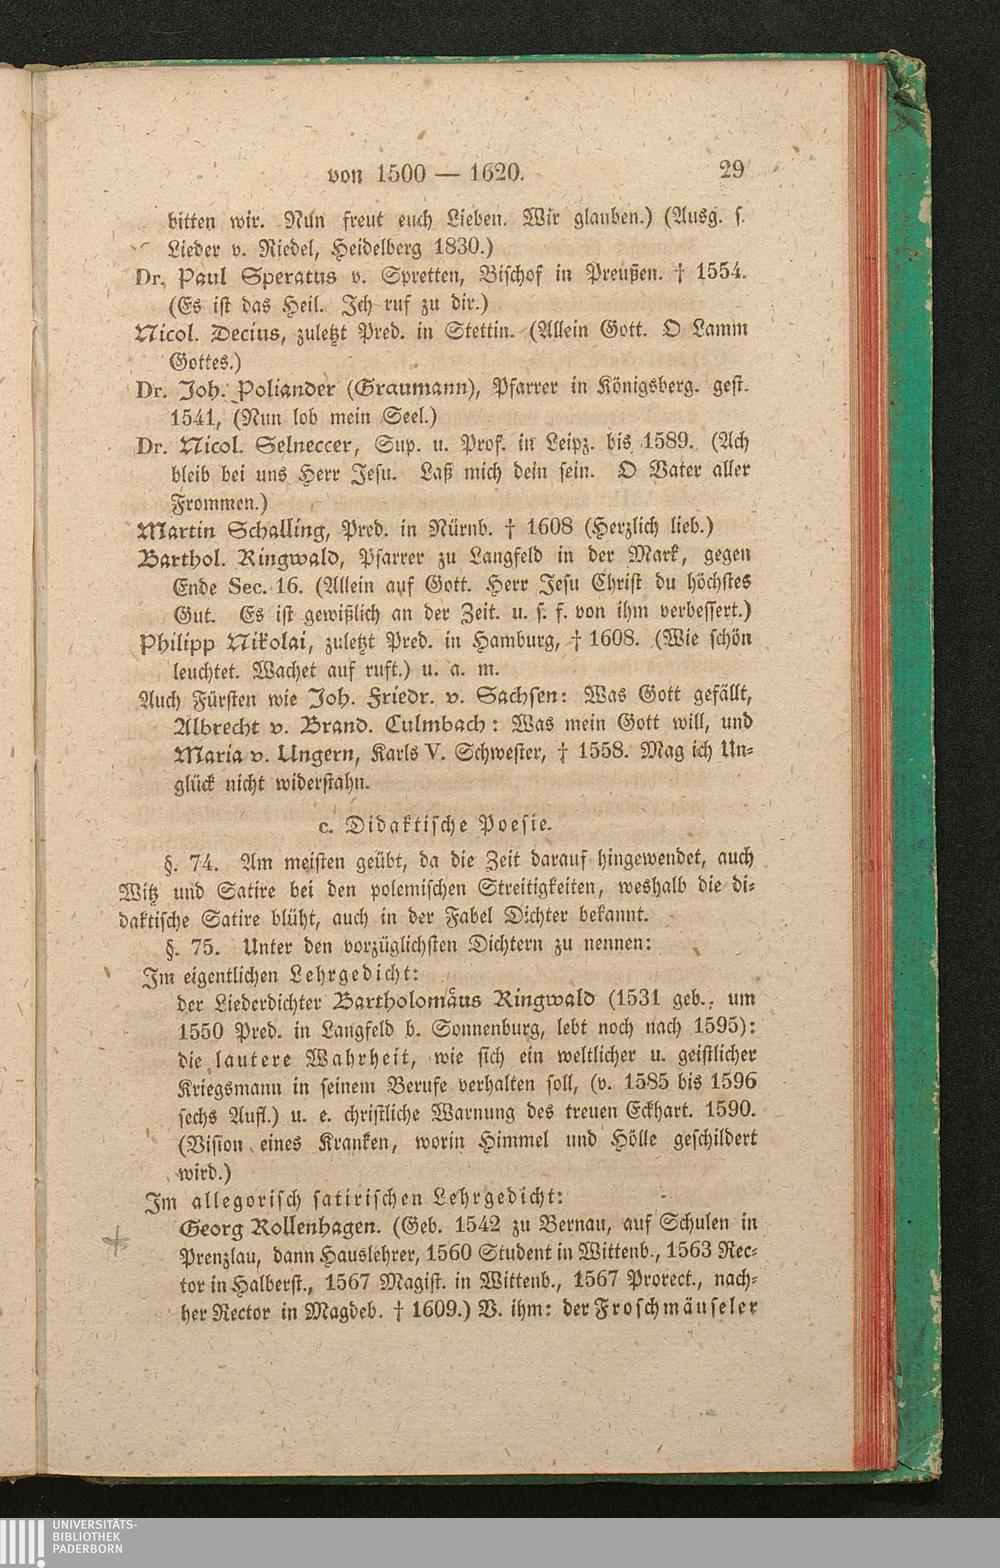 von 1500 — 1620. 29
bitten wir. Nun freut euch Lieben. Wir glauben.) (Ausg. s.
Lieder v. Riedel, Heidelberg 1830.)
Dr. Paul Speratus v. Spretten, Bischof in Preußen. † 1554.
(Es ist das Heil. Ich ruf zu dir.)
Nicol. Decius, zuletzt Pred. in Stettin. (Allein Gott. O Lamm
Gottes.)
Dr. Joh. Poliander (Graumann), Pfarrer in Königsberg. gest.
1541, (Nun lob mein Seel.)
Dr. Nicol. Selneccer, Sup. u. Prof. in Leipz. bis 1589. (Ach
bleib bei uns Herr Jesu. Laß mich dein sein. O Vater aller
Frommen.)
Martin Schalling, Pred. in Nürnb. † 1608 (Herzlich lieb.)
Barthol. Ringwald, Pfarrer zu Langfeld in der Mark, gegen
Ende Sec. 16. (Allein auf Gott. Herr Jesu Christ du höchstes
Gut. Es ist gewißlich an der Zeit. u. s. f. von ihm verbessert.)
Philipp Nikolai, zuletzt Pred. in Hamburg, † 1608. (Wie schön
leuchtet. Wachet auf ruft.) u. a. m.
Auch Fürsten wie Joh. Friedr. v. Sachsen: Was Gott gefällt,
Albrecht v. Brand. Culmbach: Was mein Gott will, und
Maria v. Ungern, Karls V. Schwester, † 1558. Mag ich Un-
glück nicht widerstahn.
c. Didaktische Poesie.
§. 74. Am meisten geübt, da die Zeit darauf hingewendet, auch
Witz und Satire bei den polemischen Streitigkeiten, weshalb die di-
daktische Satire blüht, auch in der Fabel Dichter bekannt.
§. 75. Unter den vorzüglichsten Dichtern zu nennen:
Im eigentlichen Lehrgedicht:
der Liederdichter Bartholomäus Ringwald (1531 geb., um
1550 Pred. in Langfeld b. Sonnenburg, lebt noch nach 1595):
die lautere Wahrheit, wie sich ein weltlicher u. geistlicher
Kriegsmann in seinem Berufe verhalten soll, (v. 1585 bis 1596
sechs Aufl.) u. e. christliche Warnung des treuen Eckhart. 1590.
(Vision eines Kranken, worin Himmel und Hölle geschildert
wird.)
Im allegorisch satirischen Lehrgedicht:
Georg Rollenhagen. (Geb. 1542 zu Bernau, auf Schulen in
Prenzlau, dann Hauslehrer, 1560 Student in Wittenb., 1563 Rec-
tor in Halberst., 1567 Magist. in Wittenb., 1567 Prorect., nach-
her Rector in Magdeb. † 1609.) V. ihm: der Froschmäuseler
UNIVERSITÄTS-
BIBLIOTHEK
PADERBORN